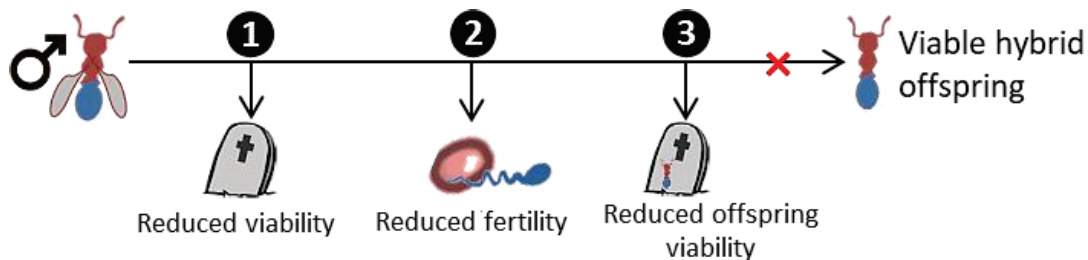 1
2
3
Viable hybrid
offspring
Reduced viability
Reduced fertility
Reduced offspring
viability